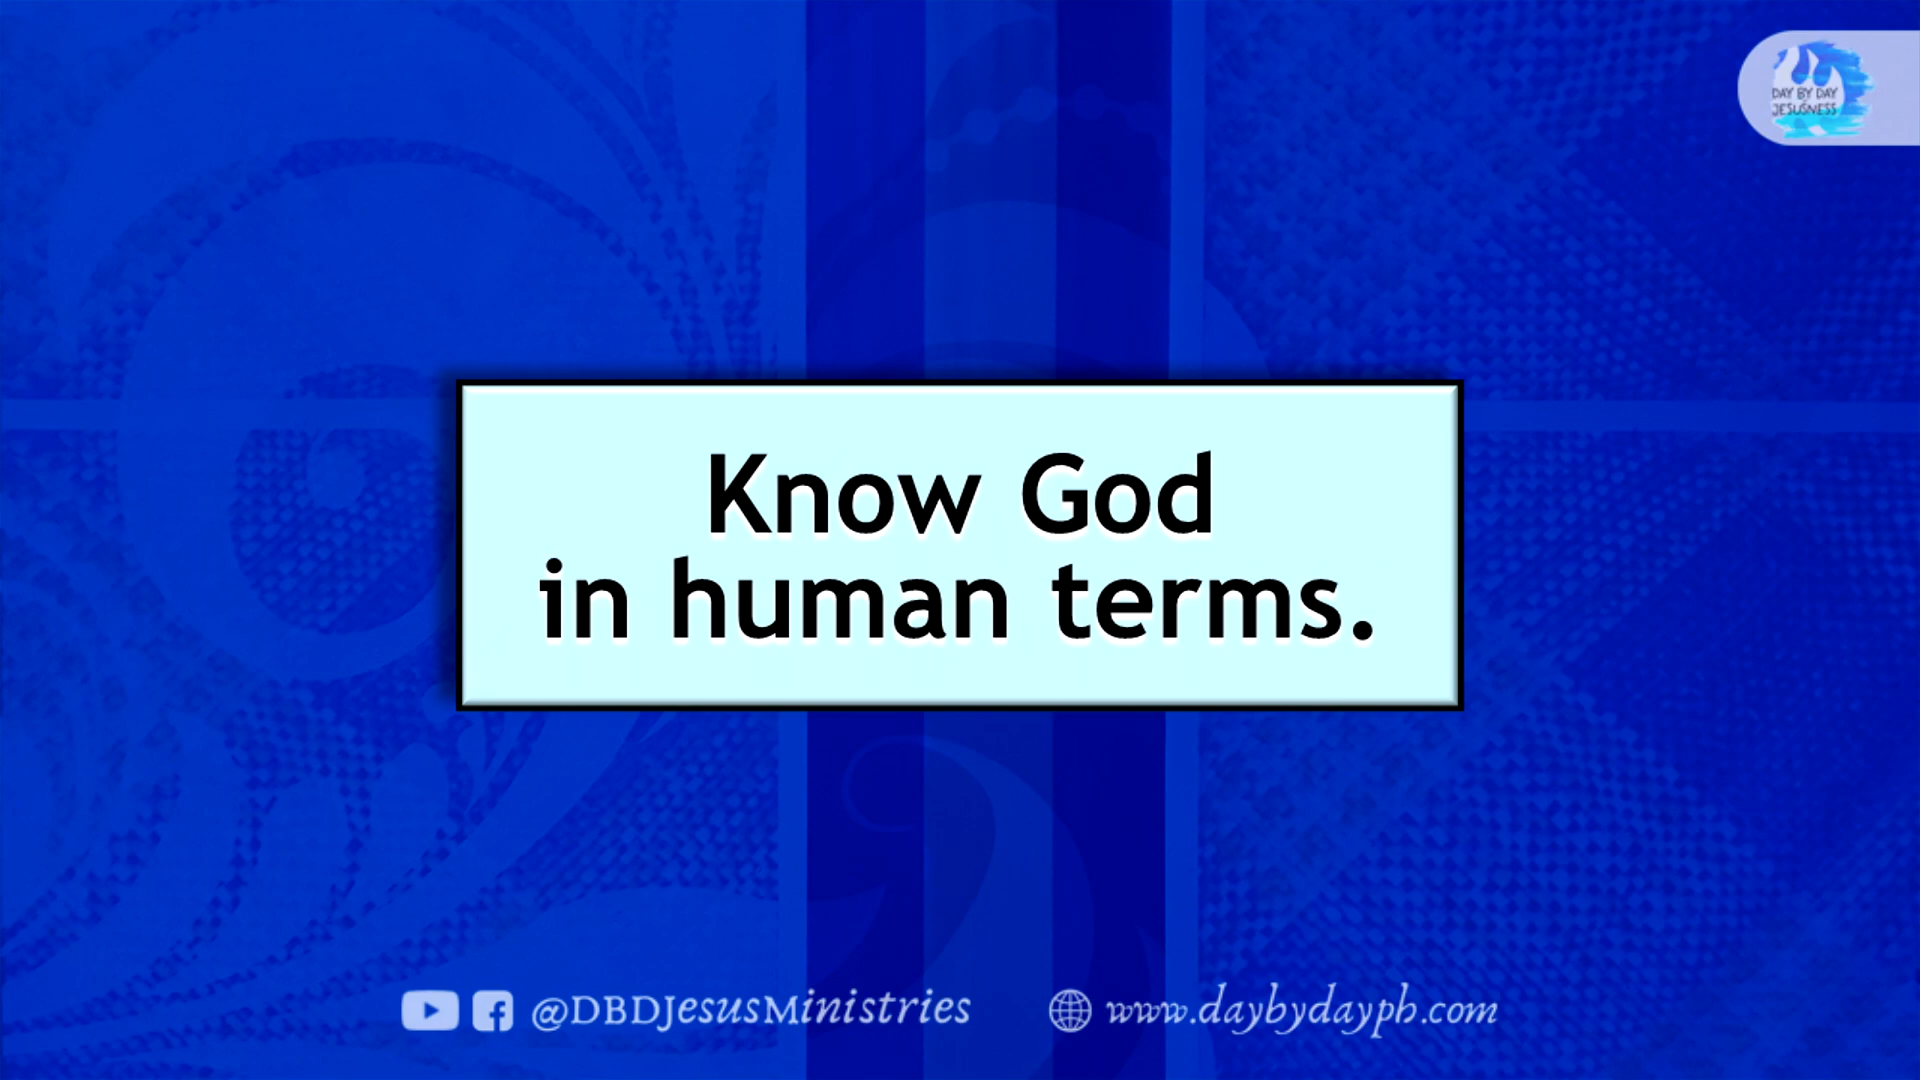 DAY BY DAY
JESUSNESS
Know God
in human terms.
@DBDJesusMinistries
www.daybydayph.com